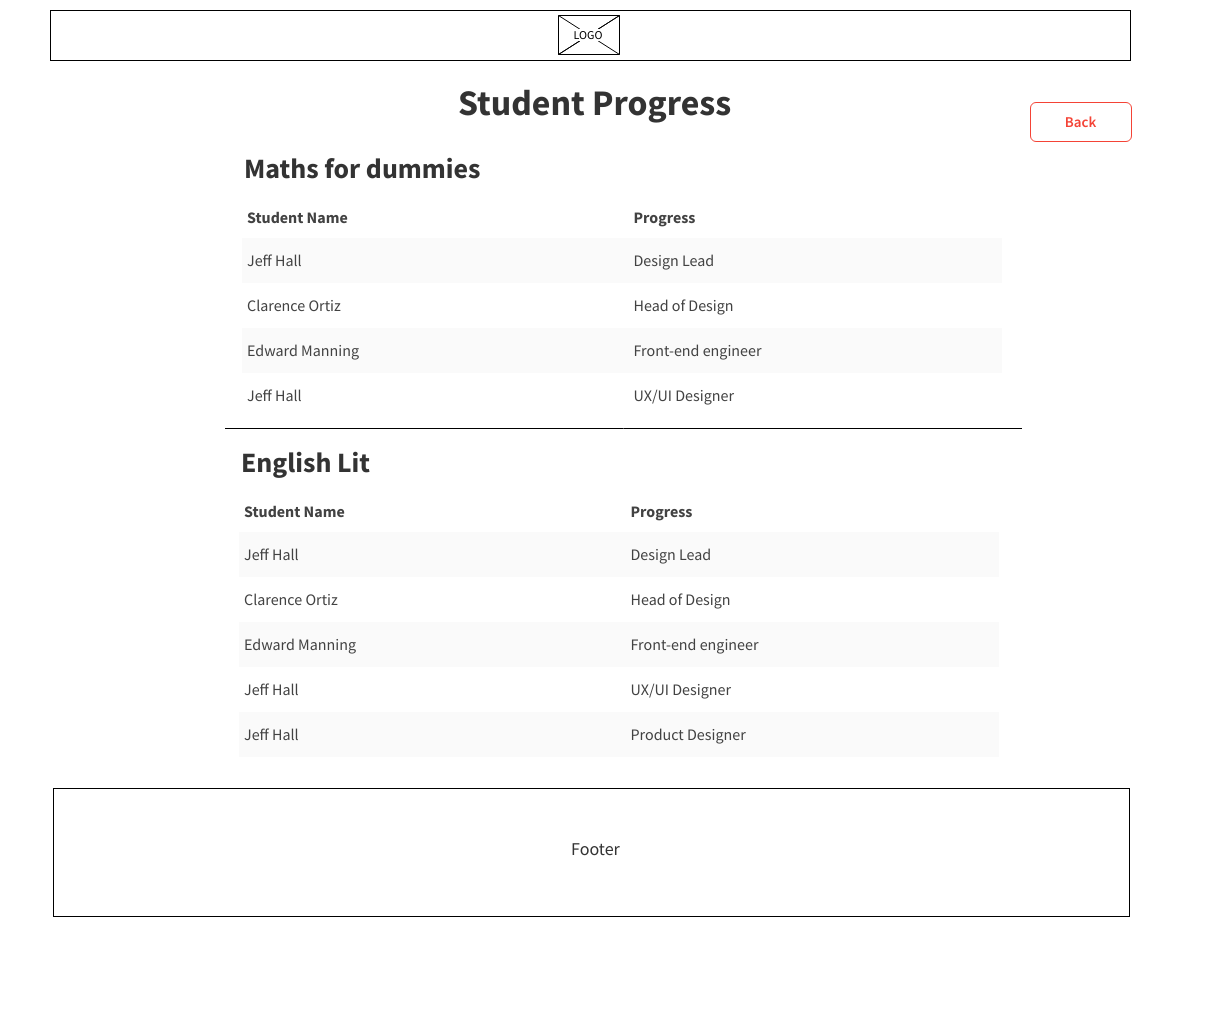 LOGO
Student Progress
Back
Maths for dummies
Student Name Progress
Jeff Hall Design Lead
Clarence Ortiz Head of Design
Edward Manning Front-end engineer
Jeff Hall UX/UI Designer
English Lit
Student Name Progress
Jeff Hall Design Lead
Clarence Ortiz Head of Design
Edward Manning Front-end engineer
Jeff Hall UX/UI Designer
Jeff Hall Product Designer
Footer